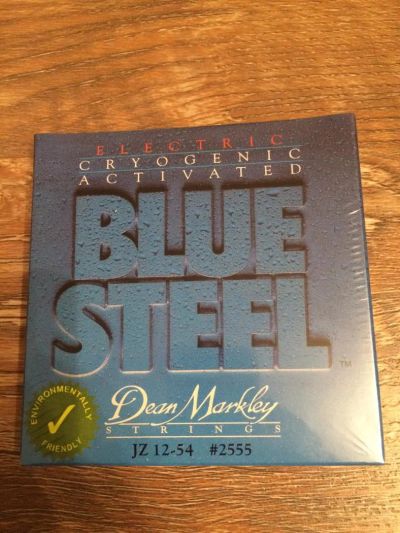 ELECTRIC
CRYOGENIC
ACTIVATED
BLUE
STEEL
™
ENVIRONMENTALLY
FRIENDLY
Dean Markley
STRINGS
JZ 12-54 #2555